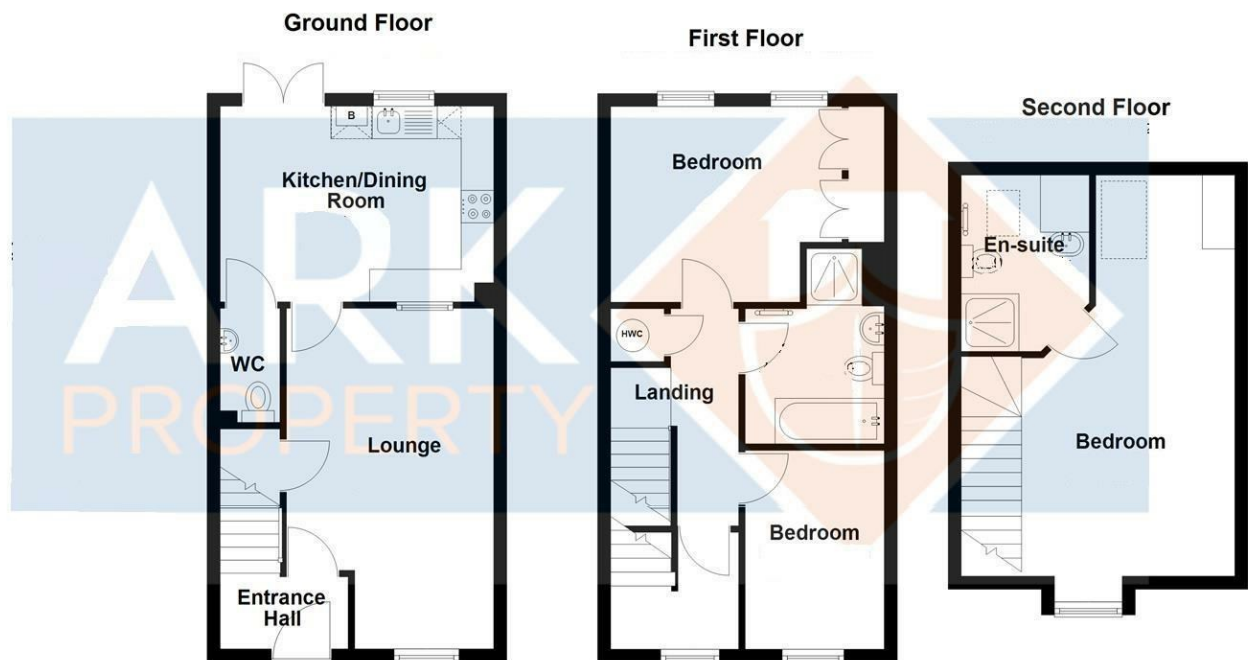 Ground Floor
B
Kitchen/Dining
Room
WC
Lounge
Entrance
Hall
First Floor
Bedroom
HWC
Landing
Bedroom
Second Floor
En-suite
Bedroom
ARK
PROPERTY